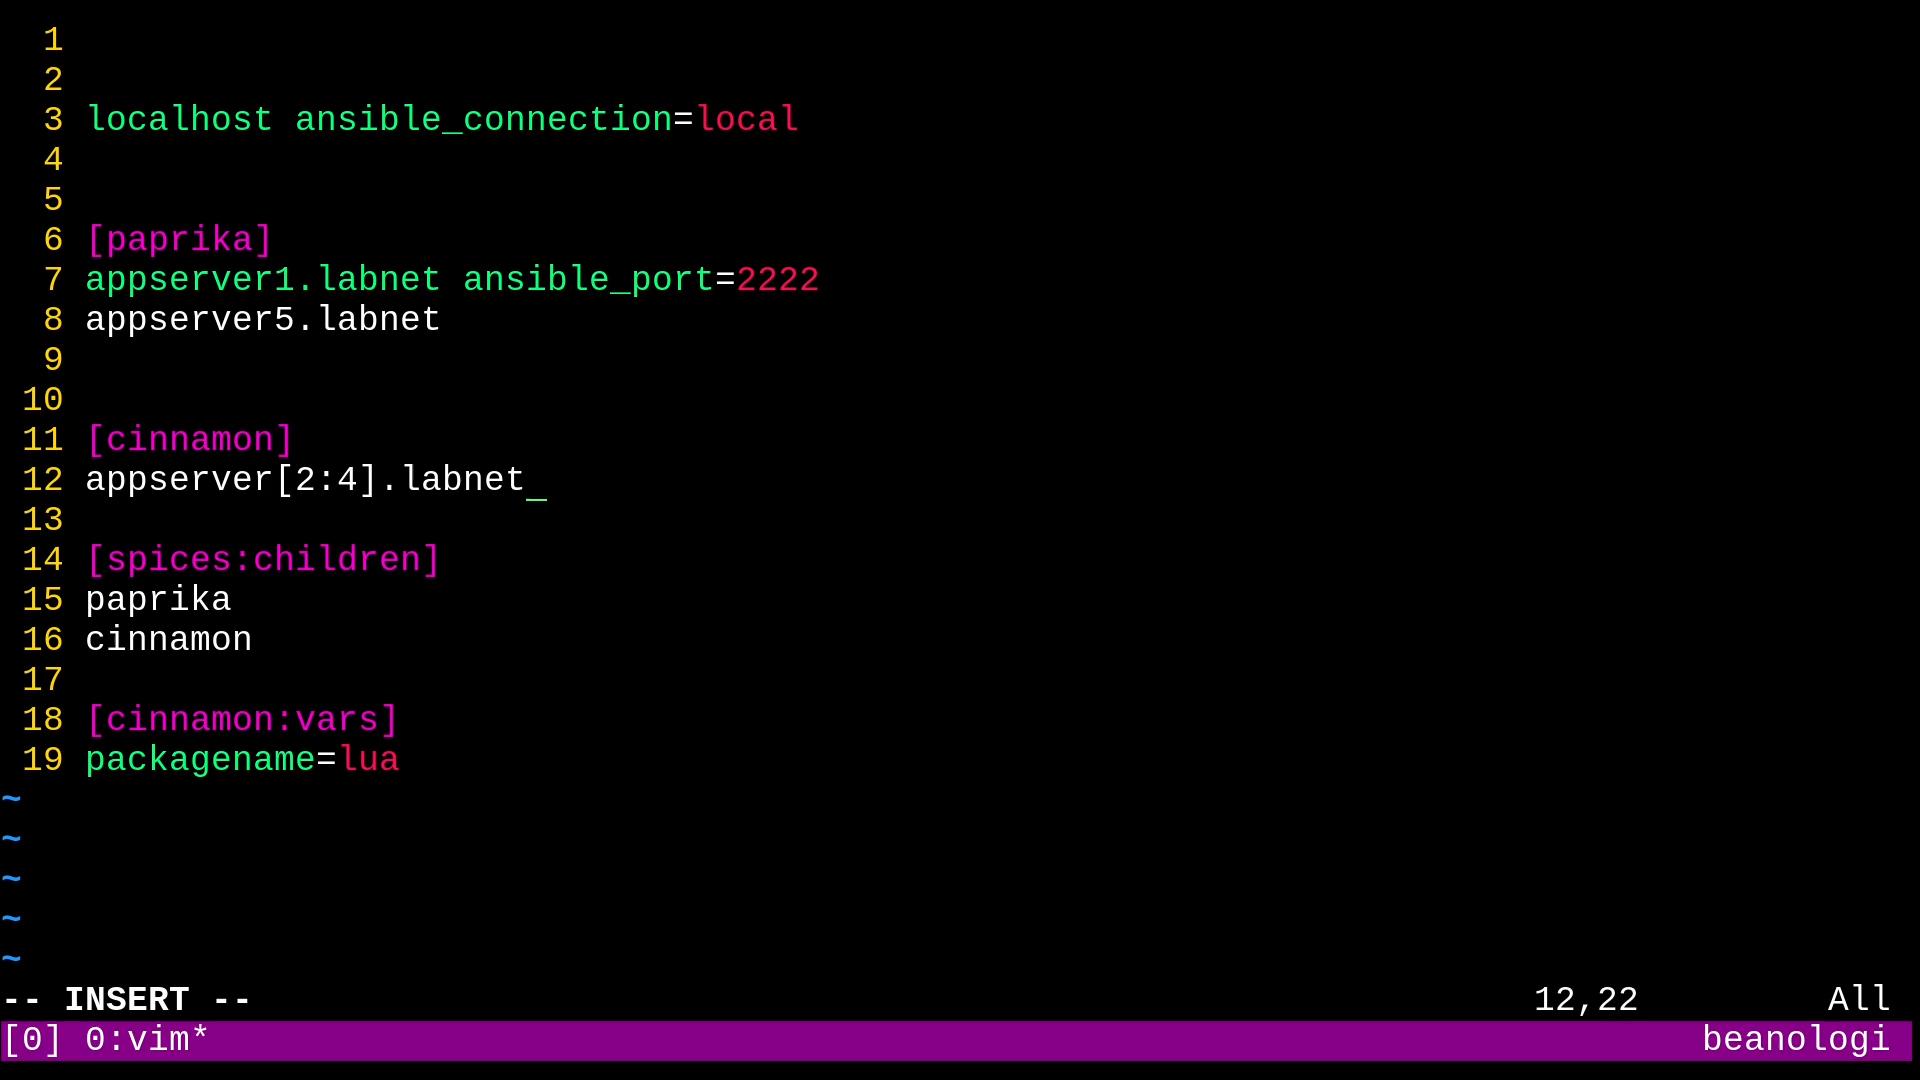 1
2
3 localhost ansible_connection=local
4
5
6 [paprika]
7 appserver1.labnet ansible_port=2222
8 appserver5.labnet
9
10
11 [cinnamon]
12 appserver[2:4].labnet
13
14 [spices:children]
15 paprika
16 cinnamon
17
18 [cinnamon:vars]
19 packagename=lua
~
~
~
~
~
-- INSERT -- 12,22 All
[0] 0:vim* beanologi